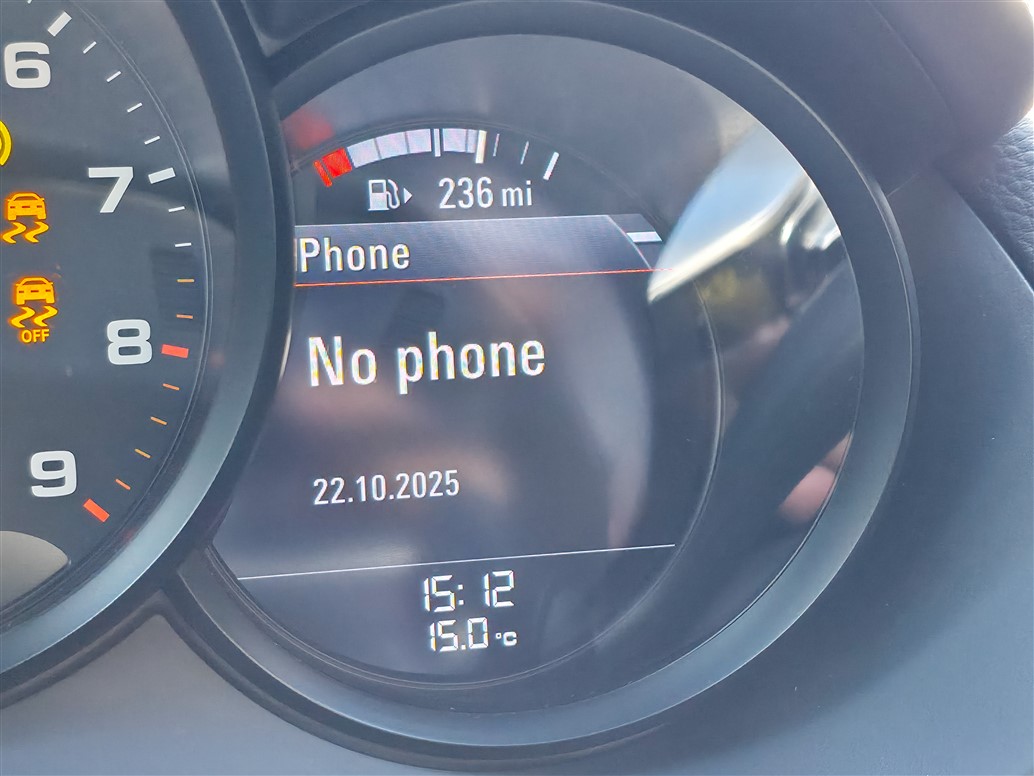 6
7
8
9
OFF
236 mi
Phone
No phone
22.10.2025
15:12
15.0 °C